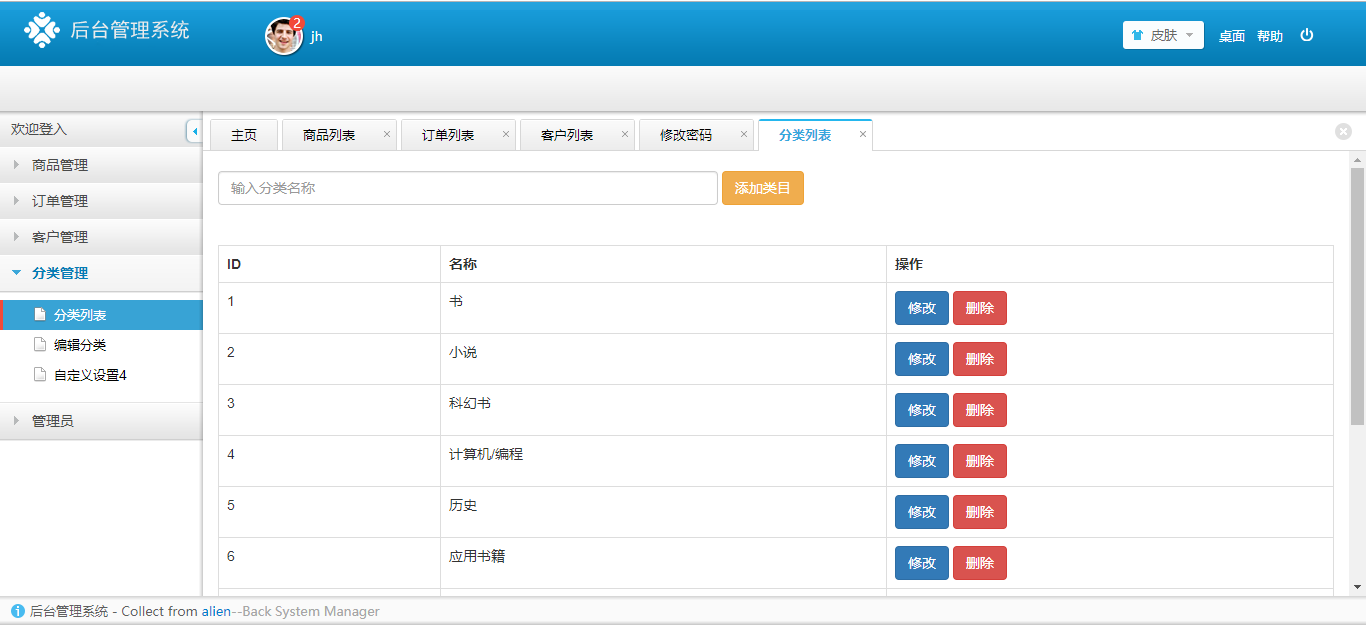 后台管理系统
2
jh
皮肤 桌面 帮助
欢迎登入
商品管理
订单管理
客户管理
分类管理
分类列表
编辑分类
自定义设置4
管理员
主页 商品列表 订单列表 客户列表 修改密码 分类列表
输入分类名称 添加类目
ID 名称 操作
1 书 修改 删除
2 小说 修改 删除
3 科幻书 修改 删除
4 计算机/编程 修改 删除
5 历史 修改 删除
6 应用书籍 修改 删除
后台管理系统 - Collect from alien--Back System Manager